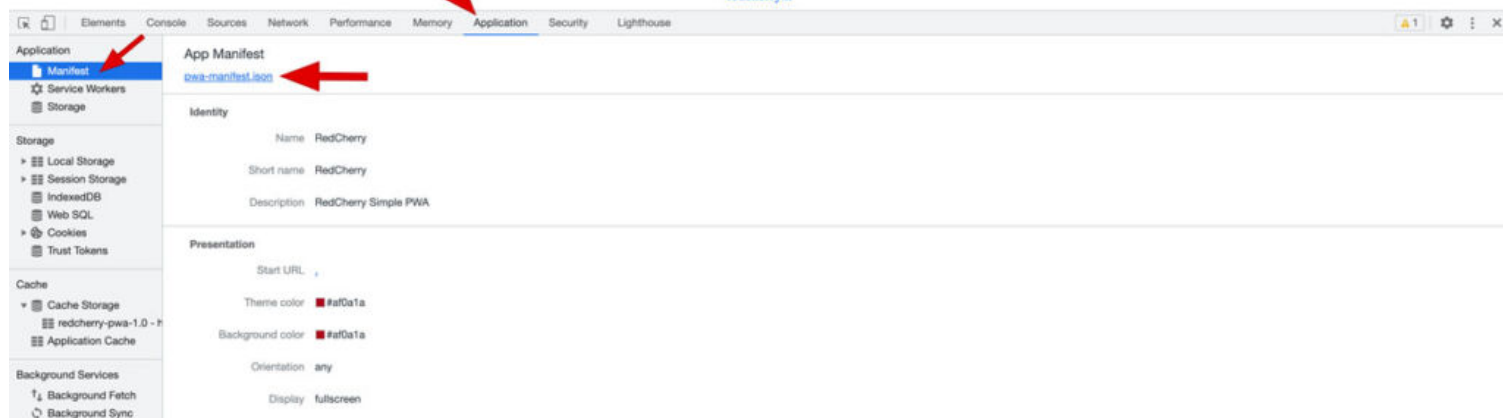 Elements Console Sources Network Performance Memory Application Security Lighthouse 1
Application
Manifest
Service Workers
Storage
Storage
Local Storage
Session Storage
IndexedDB
Web SQL
Cookies
Trust Tokens
Cache
Cache Storage
redcherry-pwa-1.0 - h
Application Cache
Background Services
Background Fetch
Background Sync
App Manifest
pwa-manifest.json
Identity
Name RedCherry
Short name RedCherry
Description RedCherry Simple PWA
Presentation
Start URL .
Theme color #af0a1a
Background color #af0a1a
Orientation any
Display fullscreen